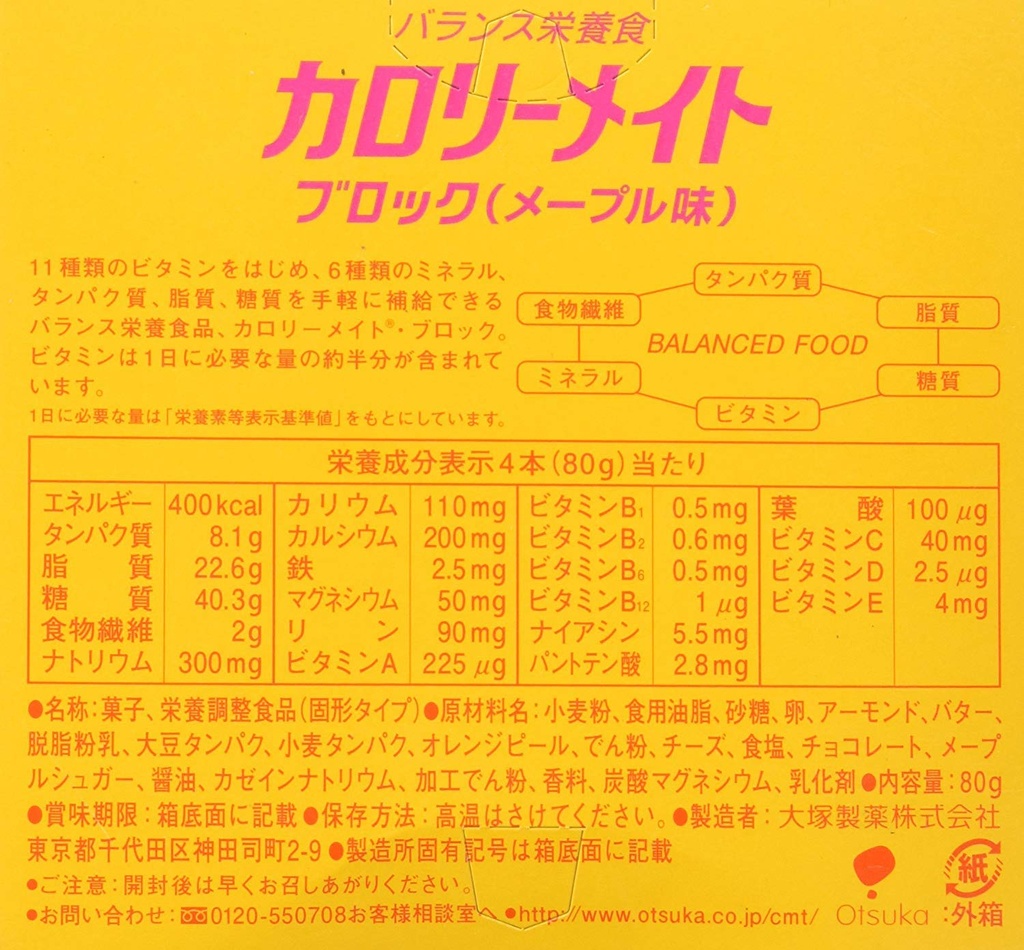 バランス栄養食
カロリーメイト
ブロック(メープル味)
11種類のビタミンをはじめ、6種類のミネラル、
タンパク質、脂質、糖質を手軽に補給できる
バランス栄養食品、カロリーメイト®・ブロック。
ビタミンは1日に必要な量の約半分が含まれて
います。
1日に必要な量は「栄養素等表示基準値」をもとにしています。
タンパク質
食物繊維
脂質
BALANCED FOOD
ミネラル
糖質
ビタミン
栄養成分表示4本(80g)当たり
エネルギー 400kcal カリウム 110mg ビタミンB1 0.5mg 葉酸 100μg
タンパク質 8.1g カルシウム 200mg ビタミンB2 0.6mg ビタミンC 40mg
脂質 22.6g 鉄 2.5mg ビタミンB6 0.5mg ビタミンD 2.5μg
糖質 40.3g マグネシウム 50mg ビタミンB12 1μg ビタミンE 4mg
食物繊維 2g リン 90mg ナイアシン 5.5mg
ナトリウム 300mg ビタミンA 225μg パントテン酸 2.8mg
●名称:菓子、栄養調整食品(固形タイプ)●原材料名:小麦粉、食用油脂、砂糖、卵、アーモンド、バター、
脱脂粉乳、大豆タンパク、小麦タンパク、オレンジピール、でん粉、チーズ、食塩、チョコレート、メープ
ルシュガー、醤油、カゼインナトリウム、加工でん粉、香料、炭酸マグネシウム、乳化剤●内容量:80g
●賞味期限:箱底面に記載●保存方法:高温はさけてください。●製造者:大塚製薬株式会社
東京都千代田区神田司町2-9●製造所固有記号は箱底面に記載
●ご注意:開封後は早くお召しあがりください。
●お問い合わせ:0120-550708お客様相談室へ ●http://www.otsuka.co.jp/cmt/ Otsuka 紙:外箱